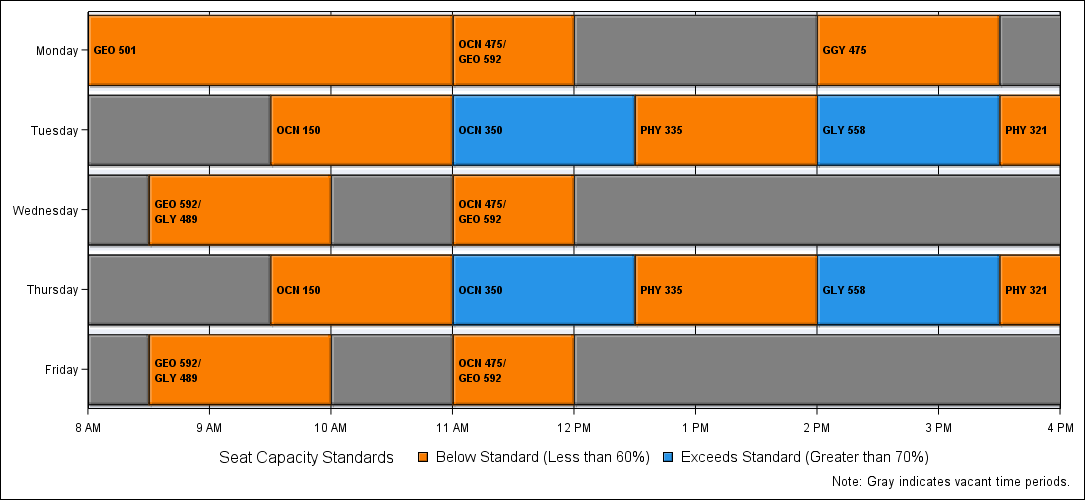 Monday
GEO 501
OCN 475/
GEO 592
GGY 475
Tuesday
OCN 150
OCN 350
PHY 335
GLY 558
PHY 321
Wednesday
GEO 592/
GLY 489
OCN 475/
GEO 592
Thursday
OCN 150
OCN 350
PHY 335
GLY 558
PHY 321
Friday
GEO 592/
GLY 489
OCN 475/
GEO 592
8 AM
9 AM
10 AM
11 AM
12 PM
1 PM
2 PM
3 PM
4 PM
Seat Capacity Standards
Below Standard (Less than 60%)
Exceeds Standard (Greater than 70%)
Note: Gray indicates vacant time periods.